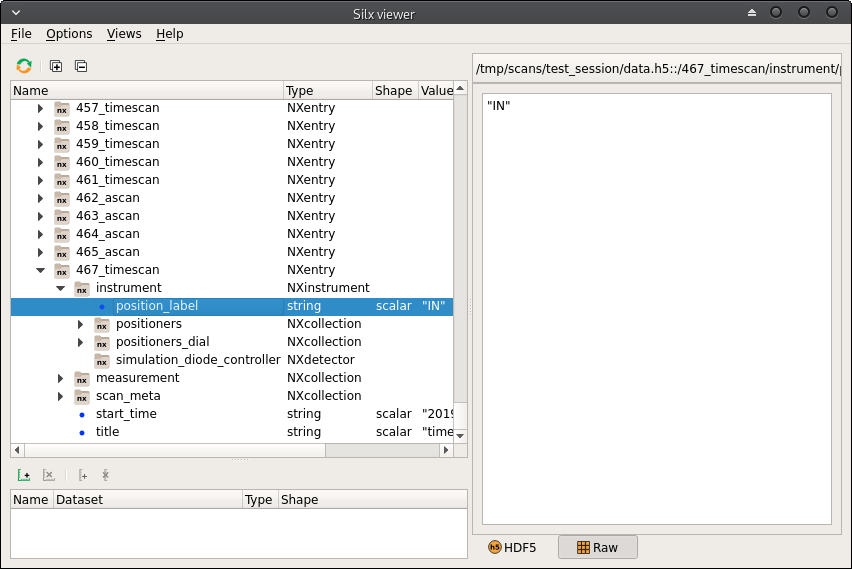 Silx viewer
File Options Views Help
/tmp/scans/test_session/data.h5::/467_timescan/instrument/
Name Type Shape Value
457_timescan NXentry
458_timescan NXentry
459_timescan NXentry
460_timescan NXentry
461_timescan NXentry
462_ascan NXentry
463_ascan NXentry
464_ascan NXentry
465_ascan NXentry
467_timescan NXentry
instrument NXinstrument
position_label string scalar "IN"
positioners NXcollection
positioners_dial NXcollection
simulation_diode_controller NXdetector
measurement NXcollection
scan_meta NXcollection
start_time string scalar "2019
title string scalar "time
Name Dataset Type Shape
"IN"
HDF5 Raw